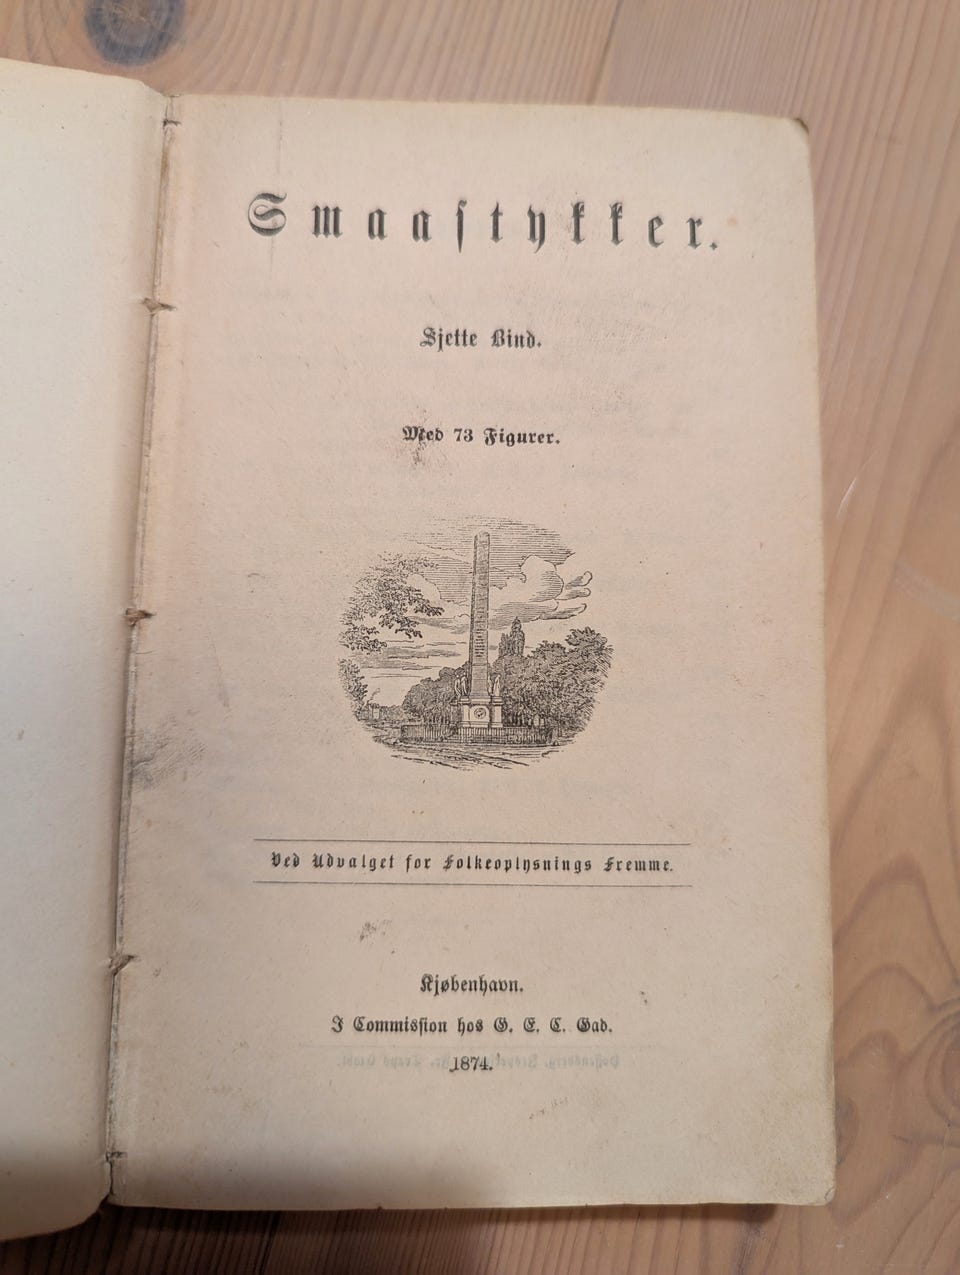 Smaastykker.
Sjette Bind.
Med 73 Figurer.
Ved Udvalget for Folkeoplysnings Fremme.
Kjøbenhavn.
I Commission hos G. E. C. Gad.
1874.